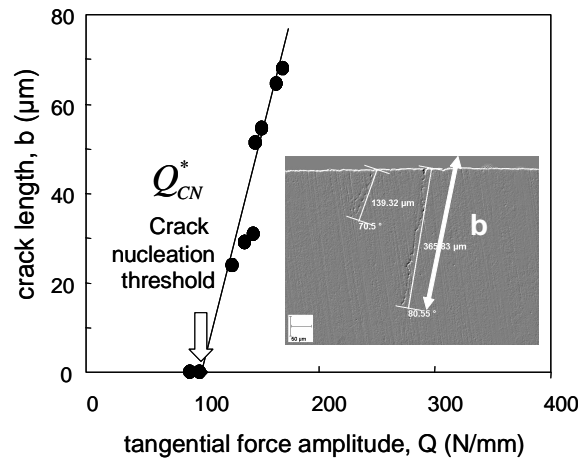 80
60
40
20
0
crack length, b (μm)
Q*CN
Crack
nucleation
threshold
139.32 μm
70.5 °
365.83 μm
80.55 °
b
50 μm
0
100
200
300
400
tangential force amplitude, Q (N/mm)